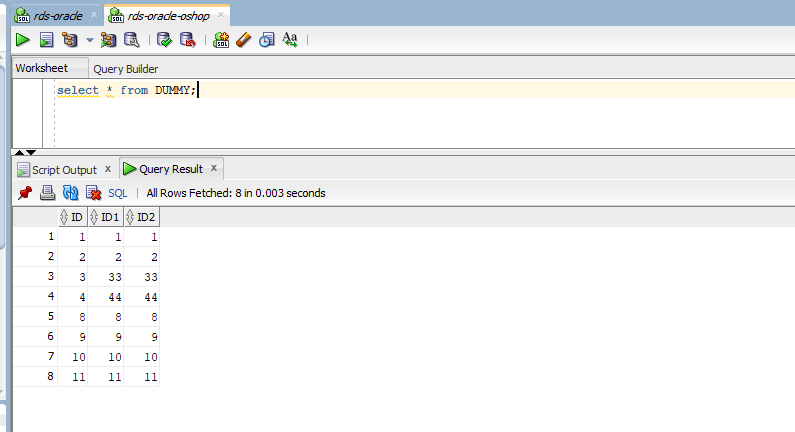 rds-oracle rds-oracle-oshop
Worksheet Query Builder
select * from DUMMY;
Script Output Query Result
SQL All Rows Fetched: 8 in 0.003 seconds
ID ID1 ID2
1 1 1 1
2 2 2 2
3 3 33 33
4 4 44 44
5 8 8 8
6 9 9 9
7 10 10 10
8 11 11 11